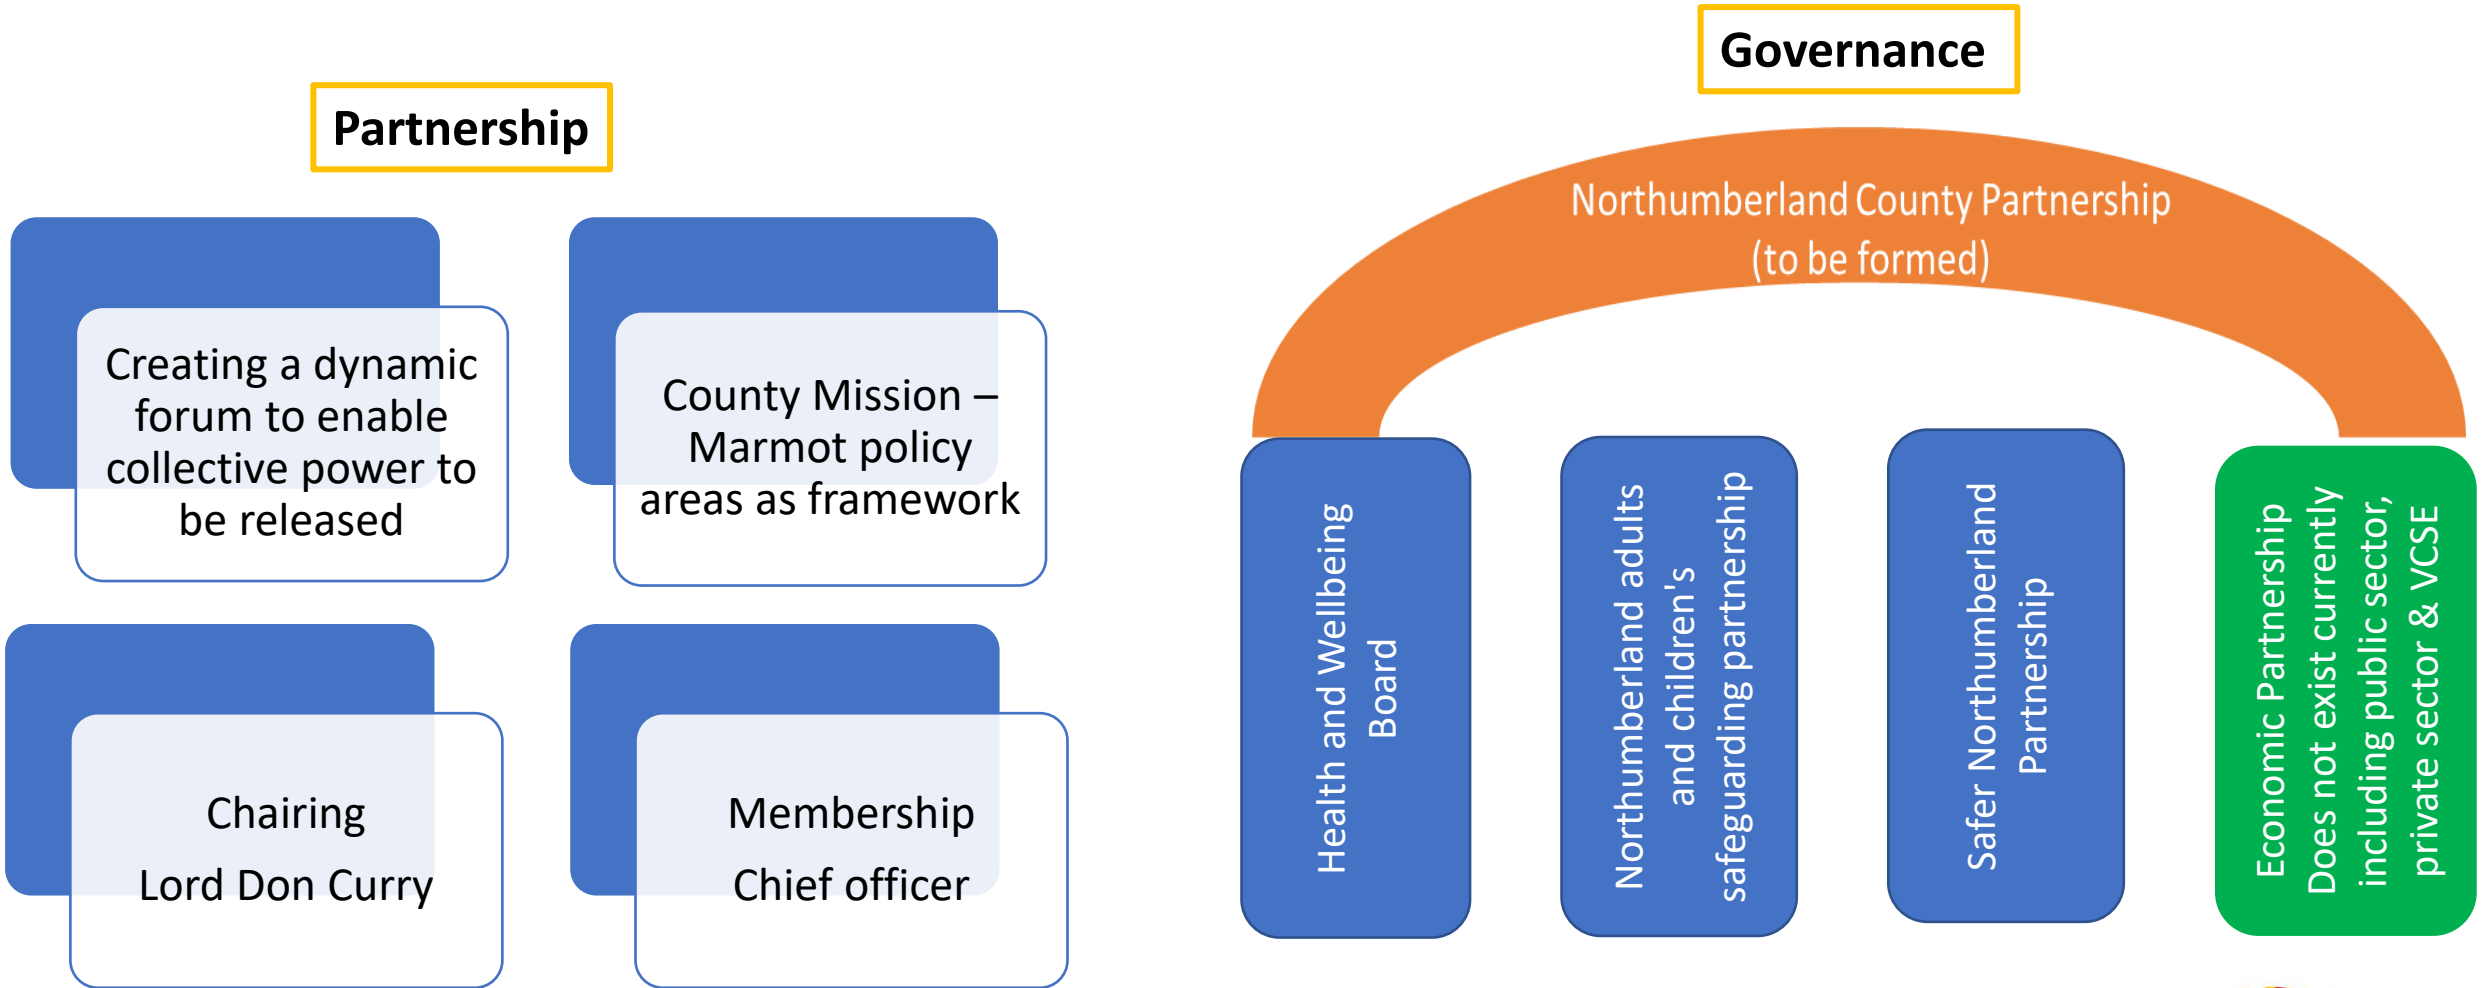 Partnership
Creating a dynamic
forum to enable
collective power to
be released
County Mission –
Marmot policy
areas as framework
Chairing
Lord Don Curry
Membership
Chief officer
Governance
Northumberland County Partnership
(to be formed)
Health and Wellbeing
Board
Northumberland adults
and children's
safeguarding partnership
Safer Northumberland
Partnership
Economic Partnership
Does not exist currently
including public sector,
private sector & VCSE